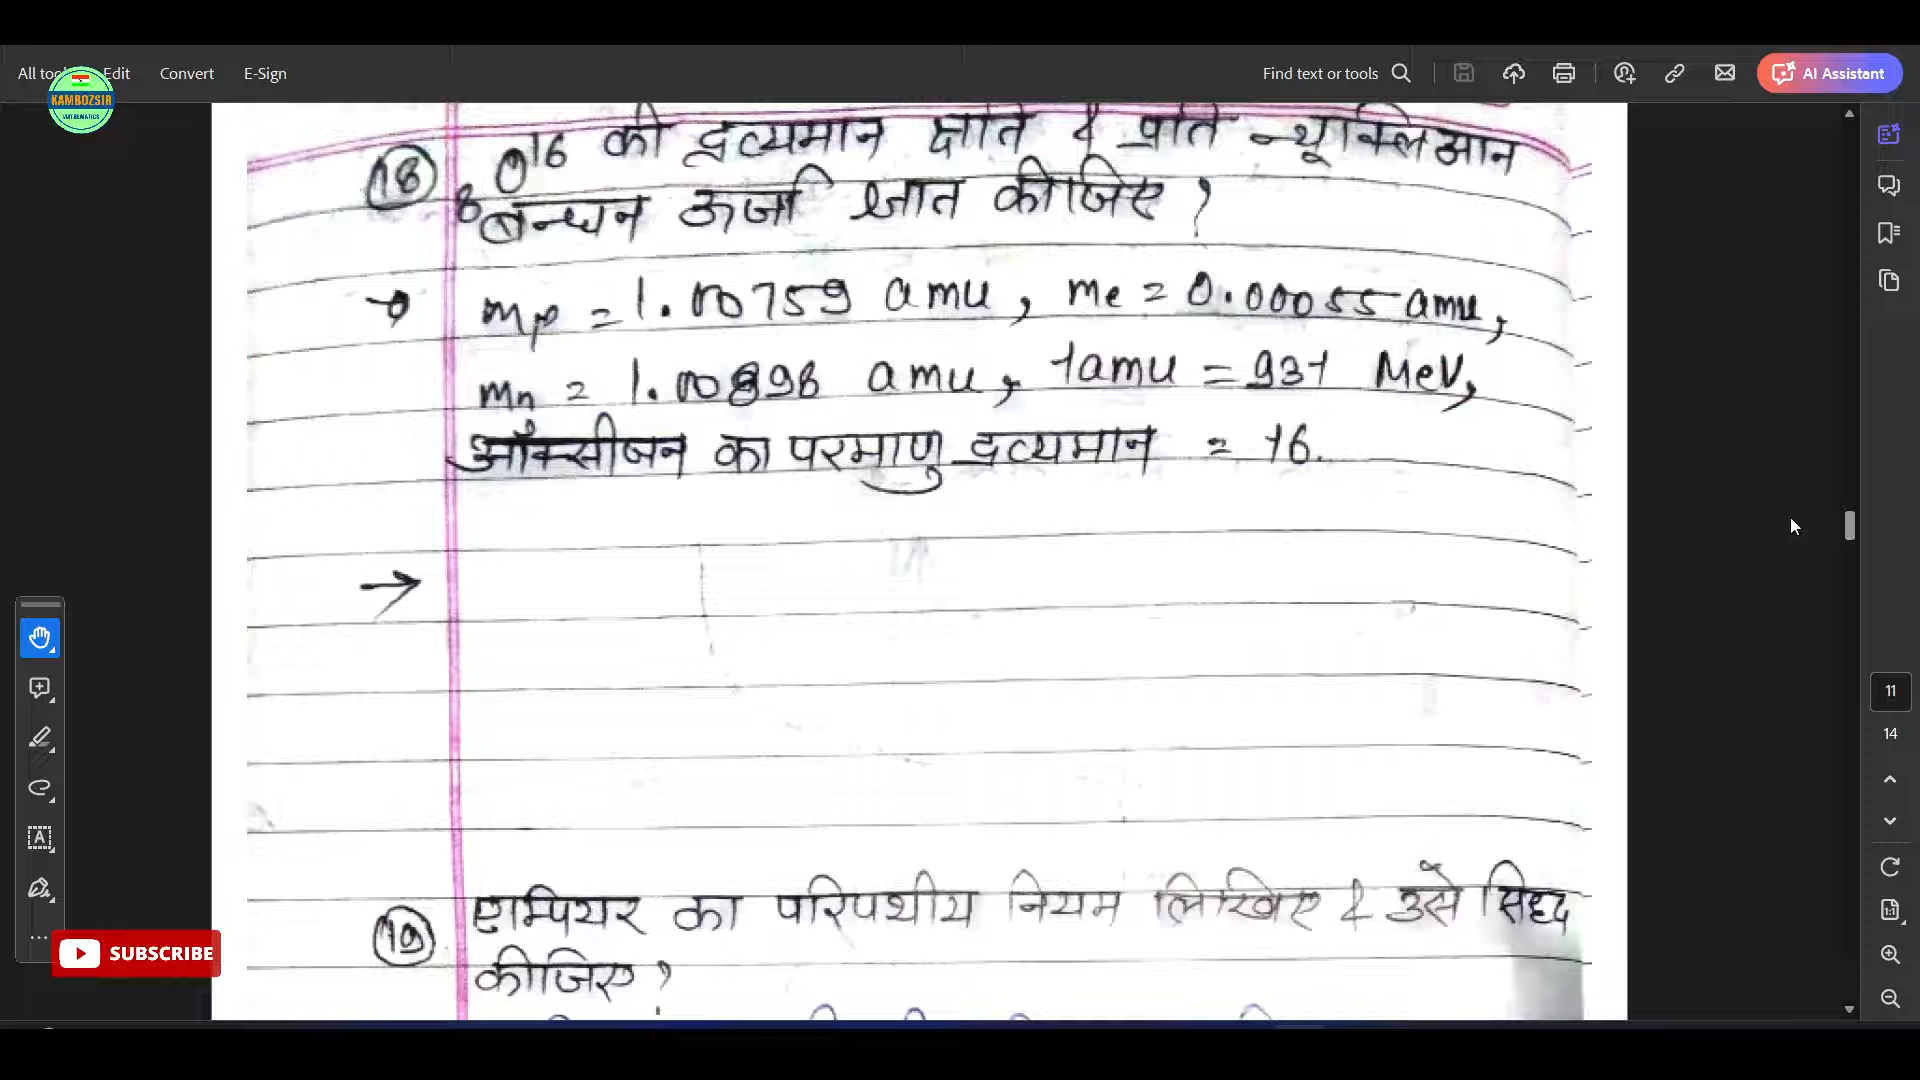 All tools Edit Convert E-Sign Find text or tools AI Assistant
KAMBOZSIR
MATHEMATICS
(18) ₈O¹⁶ की द्रव्यमान क्षति & प्रति न्यूक्लिआन
बन्धन ऊर्जा ज्ञात कीजिए ?
→ mp = 1.00759 amu, me = 0.00055 amu,
mn = 1.00898 amu, 1amu = 931 MeV,
ऑक्सीजन का परमाणु द्रव्यमान = 16.
→
11
14
(19) एम्पियर का परिपथीय नियम लिखिए & उसे सिध्द
कीजिए ?
SUBSCRIBE